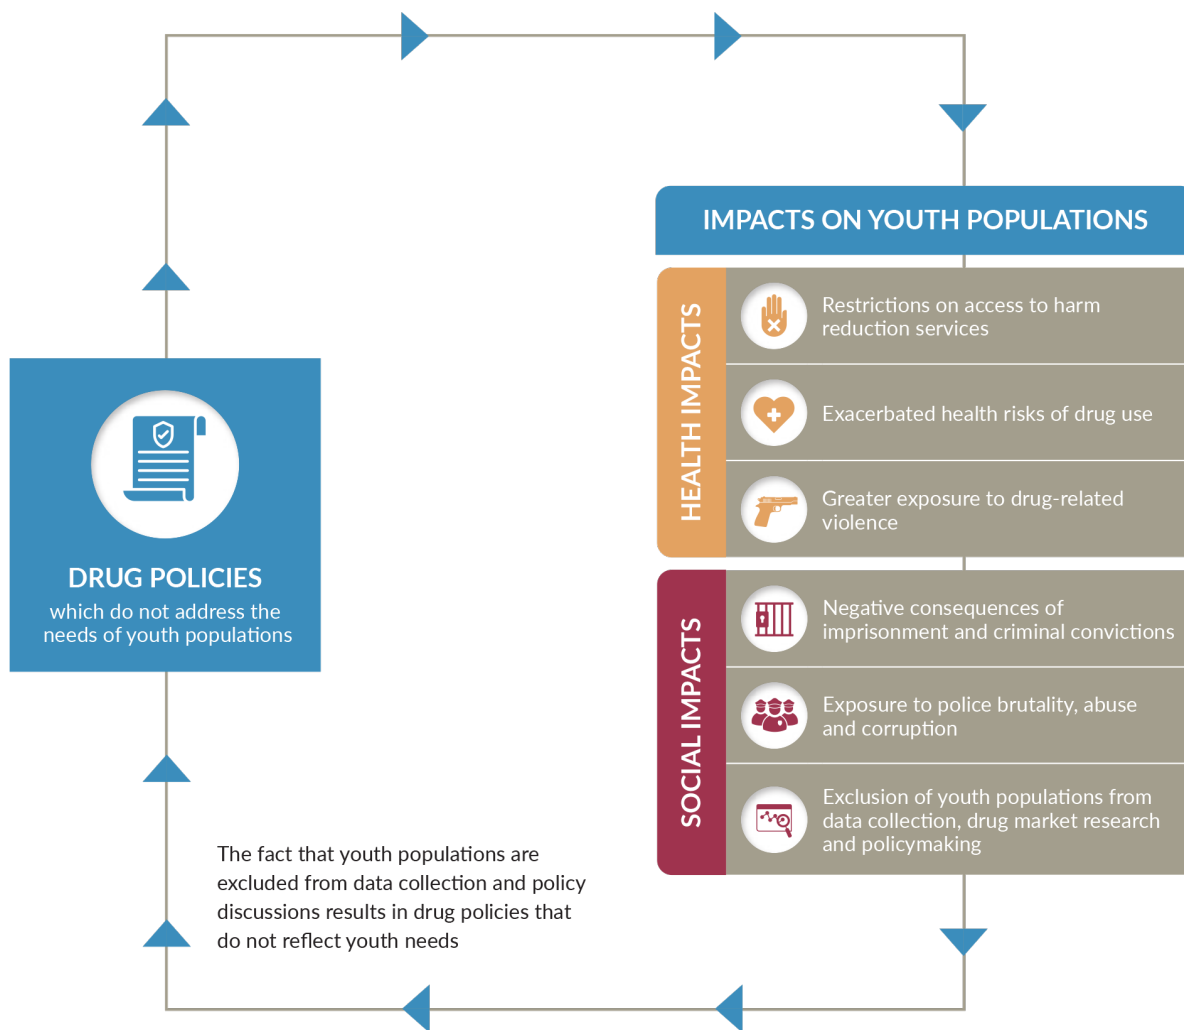 IMPACTS ON YOUTH POPULATIONS
HEALTH IMPACTS
Restrictions on access to harm
reduction services
Exacerbated health risks of drug use
Greater exposure to drug-related
violence
SOCIAL IMPACTS
Negative consequences of
imprisonment and criminal convictions
Exposure to police brutality, abuse
and corruption
Exclusion of youth populations from
data collection, drug market research
and policymaking
DRUG POLICIES
which do not address the
needs of youth populations
The fact that youth populations are
excluded from data collection and policy
discussions results in drug policies that
do not reflect youth needs